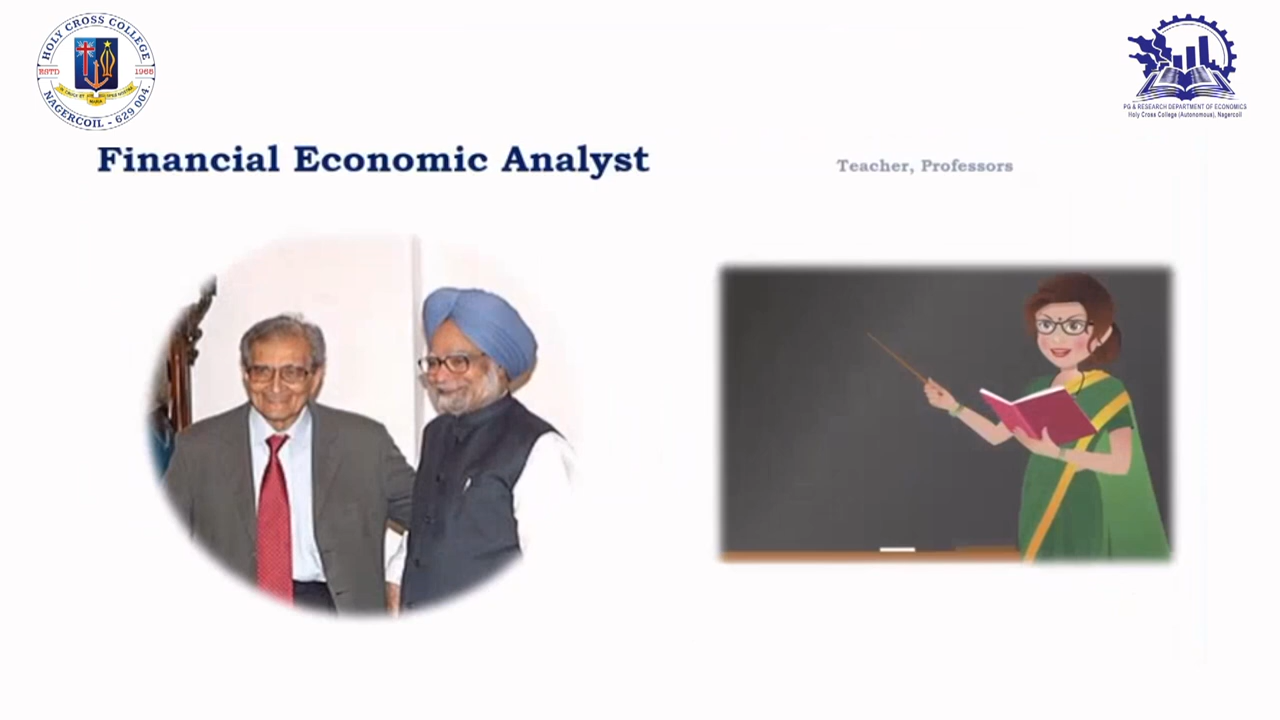 HOLY CROSS COLLEGE
ESTD 1965
NAGERCOIL - 629 004.
PG & RESEARCH DEPARTMENT OF ECONOMICS
Holy Cross College (Autonomous), Nagercoil
Financial Economic Analyst
Teacher, Professors